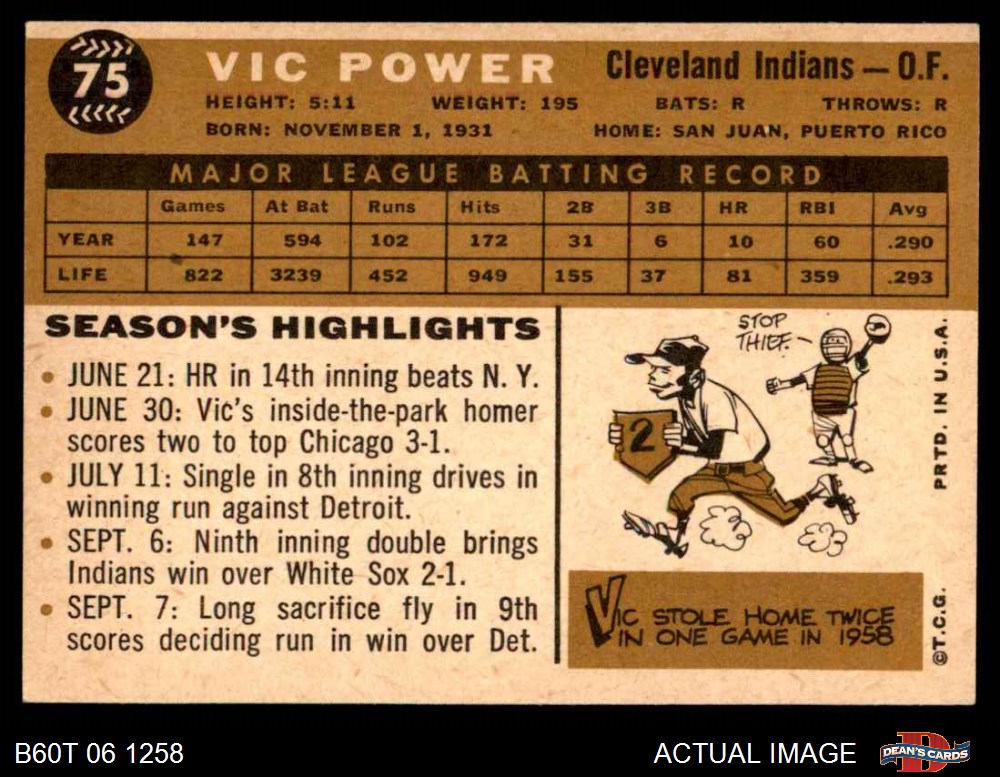 75
VIC POWER
Cleveland Indians — O.F.
HEIGHT: 5:11 WEIGHT: 195 BATS: R THROWS: R
BORN: NOVEMBER 1, 1931 HOME: SAN JUAN, PUERTO RICO
MAJOR LEAGUE BATTING RECORD
Games At Bat Runs Hits 2B 3B HR RBI Avg
YEAR 147 594 102 172 31 6 10 60 .290
LIFE 822 3239 452 949 155 37 81 359 .293
SEASON'S HIGHLIGHTS
• JUNE 21: HR in 14th inning beats N. Y.
• JUNE 30: Vic's inside-the-park homer
scores two to top Chicago 3-1.
• JULY 11: Single in 8th inning drives in
winning run against Detroit.
• SEPT. 6: Ninth inning double brings
Indians win over White Sox 2-1.
• SEPT. 7: Long sacrifice fly in 9th
scores deciding run in win over Det.
STOP
THIEF-
2
VIC STOLE HOME TWICE
IN ONE GAME IN 1958
©T.C.G. PRTD. IN U.S.A.
B60T 06 1258
ACTUAL IMAGE
D
DEAN'S CARDS